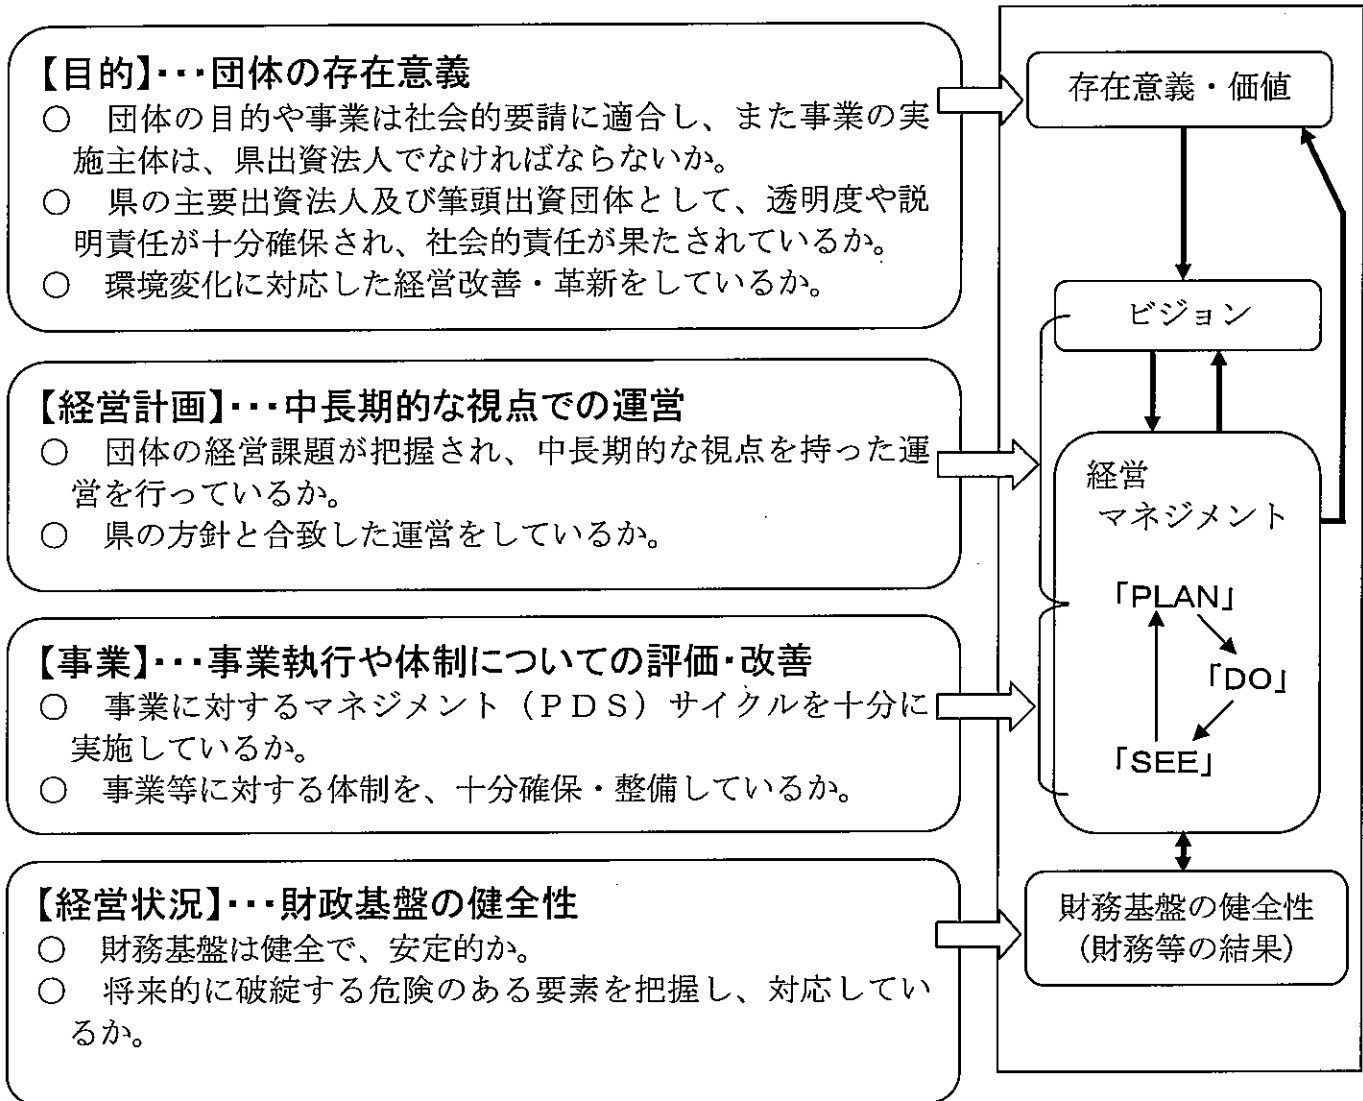 【目的】･･･団体の存在意義
○　団体の目的や事業は社会的要請に適合し、また事業の実
施主体は、県出資法人でなければならないか。
○　県の主要出資法人及び筆頭出資団体として、透明度や説
明責任が十分確保され、社会的責任が果たされているか。
○　環境変化に対応した経営改善・革新をしているか。
【経営計画】･･･中長期的な視点での運営
○　団体の経営課題が把握され、中長期的な視点を持った運
営を行っているか。
○　県の方針と合致した運営をしているか。
【事業】･･･事業執行や体制についての評価･改善
○　事業に対するマネジメント（ＰＤＳ）サイクルを十分に
実施しているか。
○　事業等に対する体制を、十分確保・整備しているか。
【経営状況】･･･財政基盤の健全性
○　財務基盤は健全で、安定的か。
○　将来的に破綻する危険のある要素を把握し、対応してい
るか。
存在意義・価値
ビジョン
経営
マネジメント
「PLAN」
「DO」
「SEE」
財務基盤の健全性
（財務等の結果）